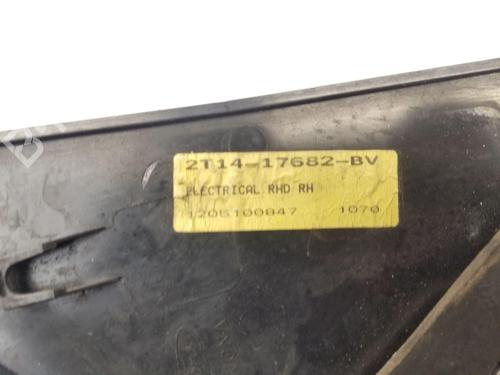 2T14-17682-BV
ELECTRICAL RHD RH
1205100847 1070